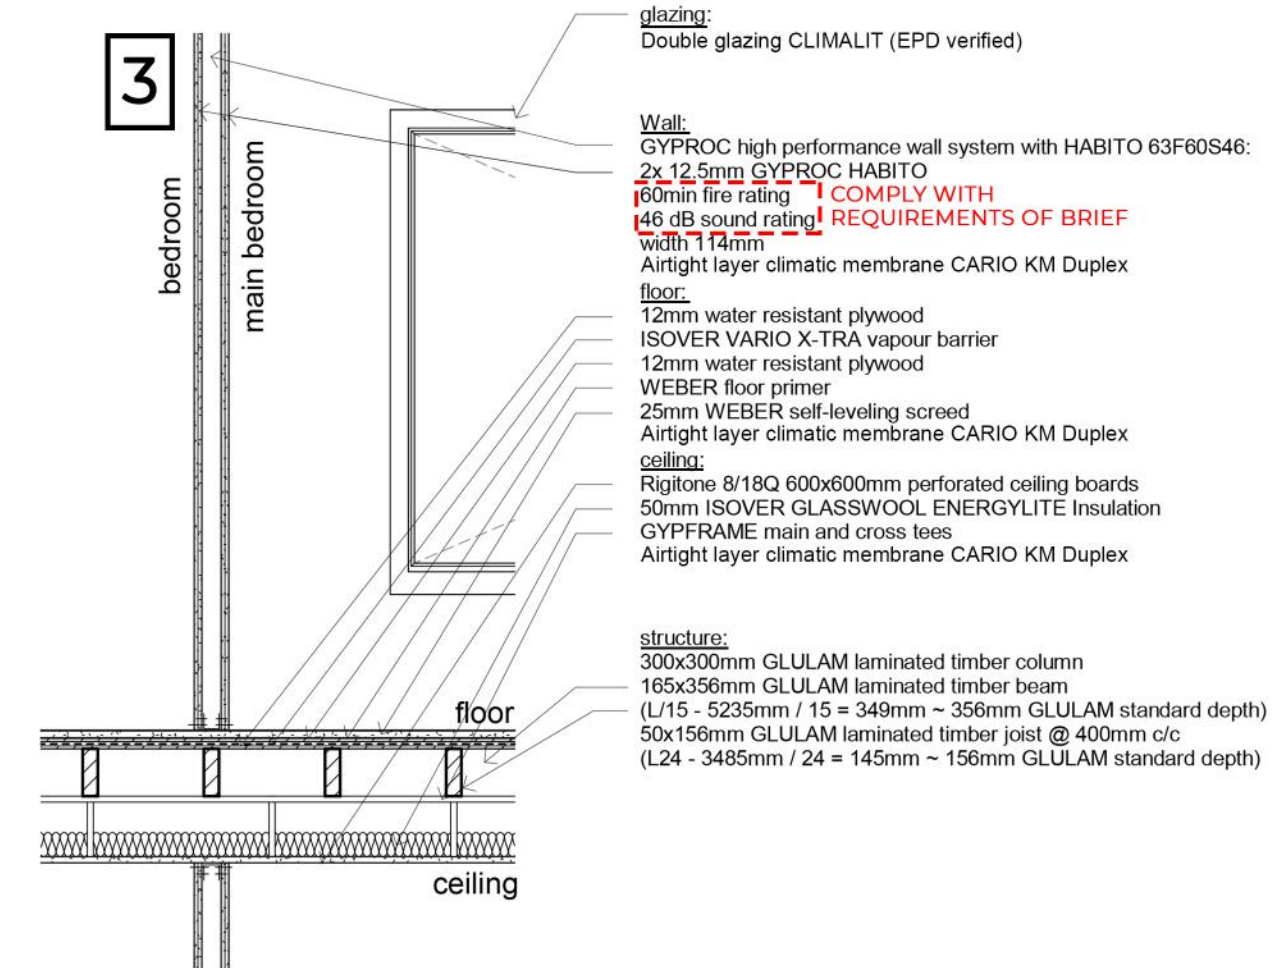 glazing:
Double glazing CLIMALIT (EPD verified)
3
bedroom
main bedroom
Wall:
GYPROC high performance wall system with HABITO 63F60S46:
2x 12.5mm GYPROC HABITO
60min fire rating
46 dB sound rating
COMPLY WITH
REQUIREMENTS OF BRIEF
width 114mm
Airtight layer climatic membrane CARIO KM Duplex
floor:
12mm water resistant plywood
ISOVER VARIO X-TRA vapour barrier
12mm water resistant plywood
WEBER floor primer
25mm WEBER self-leveling screed
Airtight layer climatic membrane CARIO KM Duplex
ceiling:
Rigitone 8/18Q 600x600mm perforated ceiling boards
50mm ISOVER GLASSWOOL ENERGYLITE Insulation
GYPFRAME main and cross tees
Airtight layer climatic membrane CARIO KM Duplex
structure:
300x300mm GLULAM laminated timber column
165x356mm GLULAM laminated timber beam
(L/15 - 5235mm / 15 = 349mm ~ 356mm GLULAM standard depth)
50x156mm GLULAM laminated timber joist @ 400mm c/c
(L24 - 3485mm / 24 = 145mm ~ 156mm GLULAM standard depth)
floor
ceiling